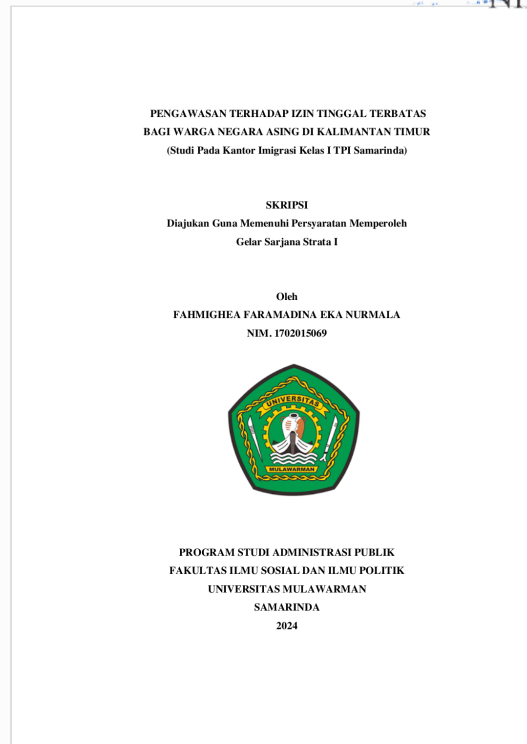 PENGAWASAN TERHADAP IZIN TINGGAL TERBATAS
BAGI WARGA NEGARA ASING DI KALIMANTAN TIMUR
(Studi Pada Kantor Imigrasi Kelas I TPI Samarinda)
SKRIPSI
Diajukan Guna Memenuhi Persyaratan Memperoleh
Gelar Sarjana Strata I
Oleh
FAHMIGHEA FARAMADINA EKA NURMALA
NIM. 1702015069
UNIVERSITAS
MULAWARMAN
PROGRAM STUDI ADMINISTRASI PUBLIK
FAKULTAS ILMU SOSIAL DAN ILMU POLITIK
UNIVERSITAS MULAWARMAN
SAMARINDA
2024